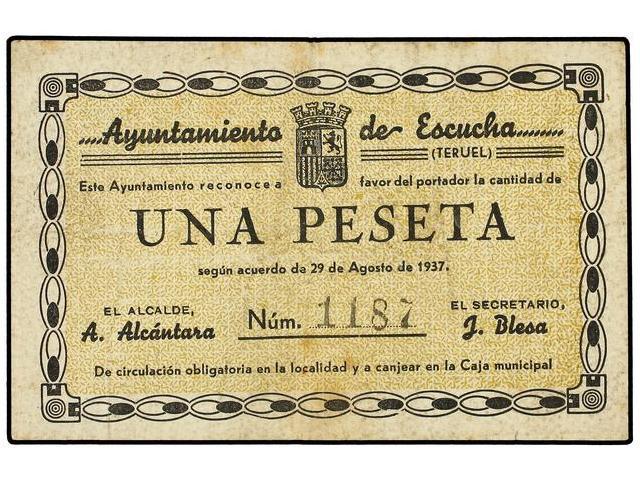 ....Ayuntamiento de Escucha.........
(TERUEL)
Este Ayuntamiento reconoce a favor del portador la cantidad de
UNA PESETA
según acuerdo de 29 de Agosto de 1937.
EL ALCALDE,
A. Alcántara
Núm. 1187
EL SECRETARIO,
J. Blesa
De circulación obligatoria en la localidad y a canjear en la Caja municipal